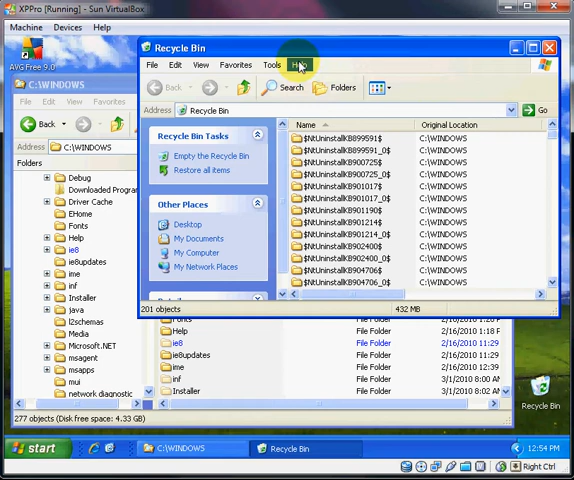 XPPro [Running] - Sun VirtualBox
Machine Devices Help
AVG Free 9.0
Recycle Bin
File Edit View Favorites Tools Help
Back Search Folders
Address Recycle Bin Go
C:\WINDOWS
File Edit View Favorites
Back
Address C:\WINDOWS
Folders
Debug
Downloaded Program
Driver Cache
EHome
Fonts
Help
ie8
ie8updates
ime
inf
Installer
java
l2schemas
Media
Microsoft.NET
msagent
msapps
mui
network diagnostic
Recycle Bin Tasks
Empty the Recycle Bin
Restore all items
Other Places
Desktop
My Documents
My Computer
My Network Places
Name Original Location
$NtUninstallKB899591$ C:\WINDOWS
$NtUninstallKB899591_0$ C:\WINDOWS
$NtUninstallKB900725$ C:\WINDOWS
$NtUninstallKB900725_0$ C:\WINDOWS
$NtUninstallKB901017$ C:\WINDOWS
$NtUninstallKB901017_0$ C:\WINDOWS
$NtUninstallKB901190$ C:\WINDOWS
$NtUninstallKB901214$ C:\WINDOWS
$NtUninstallKB901214_0$ C:\WINDOWS
$NtUninstallKB902400$ C:\WINDOWS
$NtUninstallKB902400_0$ C:\WINDOWS
$NtUninstallKB904706$ C:\WINDOWS
$NtUninstallKB904706_0$ C:\WINDOWS
201 objects 432 MB
Fonts File Folder
Help File Folder 2/16/2010 1:18 P
ie8 File Folder 2/16/2010 11:29
ie8updates File Folder 2/16/2010 11:29
ime File Folder 2/16/2010 12:39
inf File Folder 3/1/2010 8:00 A
Installer File Folder 3/1/2010 8:02 A
277 objects (Disk free space: 4.33 GB)
Recycle Bin
start C:\WINDOWS Recycle Bin 12:54 PM
Right Ctrl